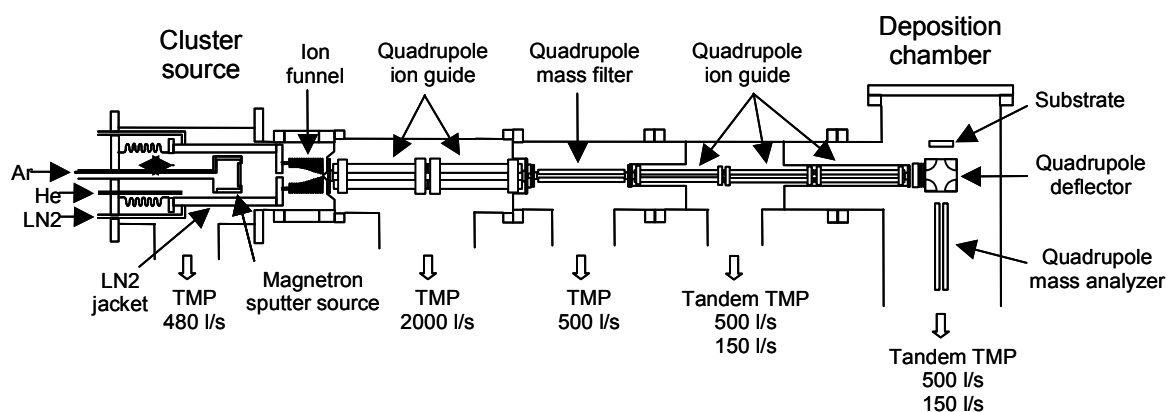 Cluster
source
Ion
funnel
Quadrupole
ion guide
Quadrupole
mass filter
Quadrupole
ion guide
Deposition
chamber
Substrate
Quadrupole
deflector
Quadrupole
mass analyzer
Ar
He
LN2
LN2
jacket
TMP
480 l/s
Magnetron
sputter source
TMP
2000 l/s
TMP
500 l/s
Tandem TMP
500 l/s
150 l/s
Tandem TMP
500 l/s
150 l/s